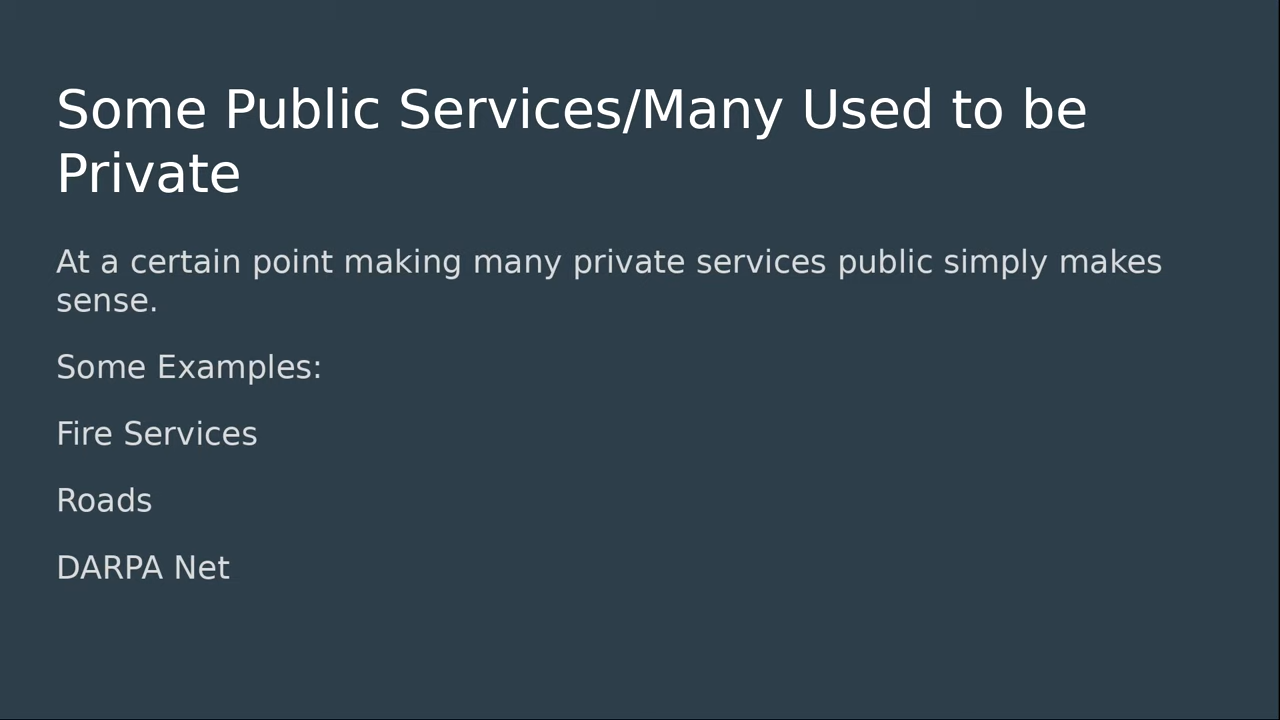 Some Public Services/Many Used to be
Private
At a certain point making many private services public simply makes
sense.
Some Examples:
Fire Services
Roads
DARPA Net